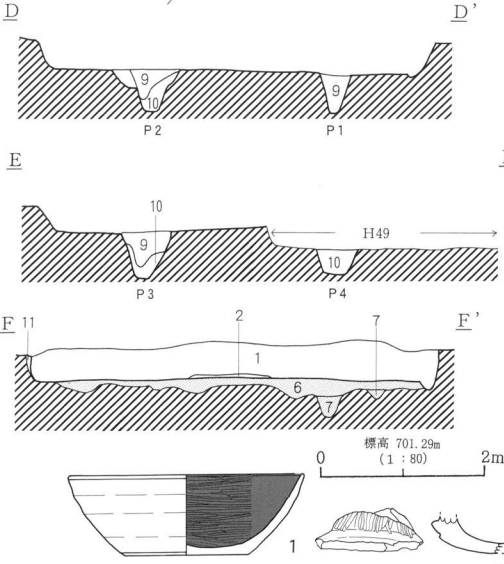 D D'
9 9
10
P2 P1
E
10
H49
9
10
P3 P4
F 11 2 7 F'
1
6
7
標高 701.29m
0 (1：80) 2m
1